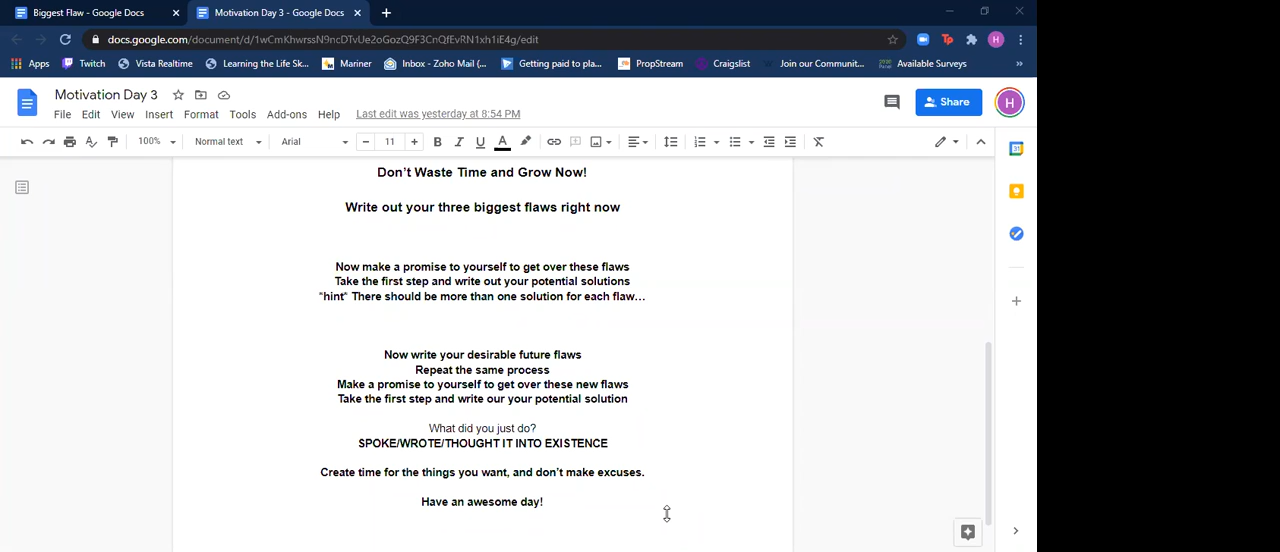 Biggest Flaw - Google Docs
Motivation Day 3 - Google Docs
docs.google.com/document/d/1wCmKhwrssN9ncDTvUe2oGozQ9F3CnQfEvRN1xh1iE4g/edit
Apps Twitch Vista Realtime Learning the Life Sk... Mariner Inbox - Zoho Mail (... Getting paid to pla... PropStream Craigslist Join our Communit... Available Surveys
Motivation Day 3
File Edit View Insert Format Tools Add-ons Help Last edit was yesterday at 8:54 PM
Share
H
100% Normal text Arial 11
Don't Waste Time and Grow Now!
Write out your three biggest flaws right now
Now make a promise to yourself to get over these flaws
Take the first step and write out your potential solutions
*hint* There should be more than one solution for each flaw...
Now write your desirable future flaws
Repeat the same process
Make a promise to yourself to get over these new flaws
Take the first step and write our your potential solution
What did you just do?
SPOKE/WROTE/THOUGHT IT INTO EXISTENCE
Create time for the things you want, and don't make excuses.
Have an awesome day!